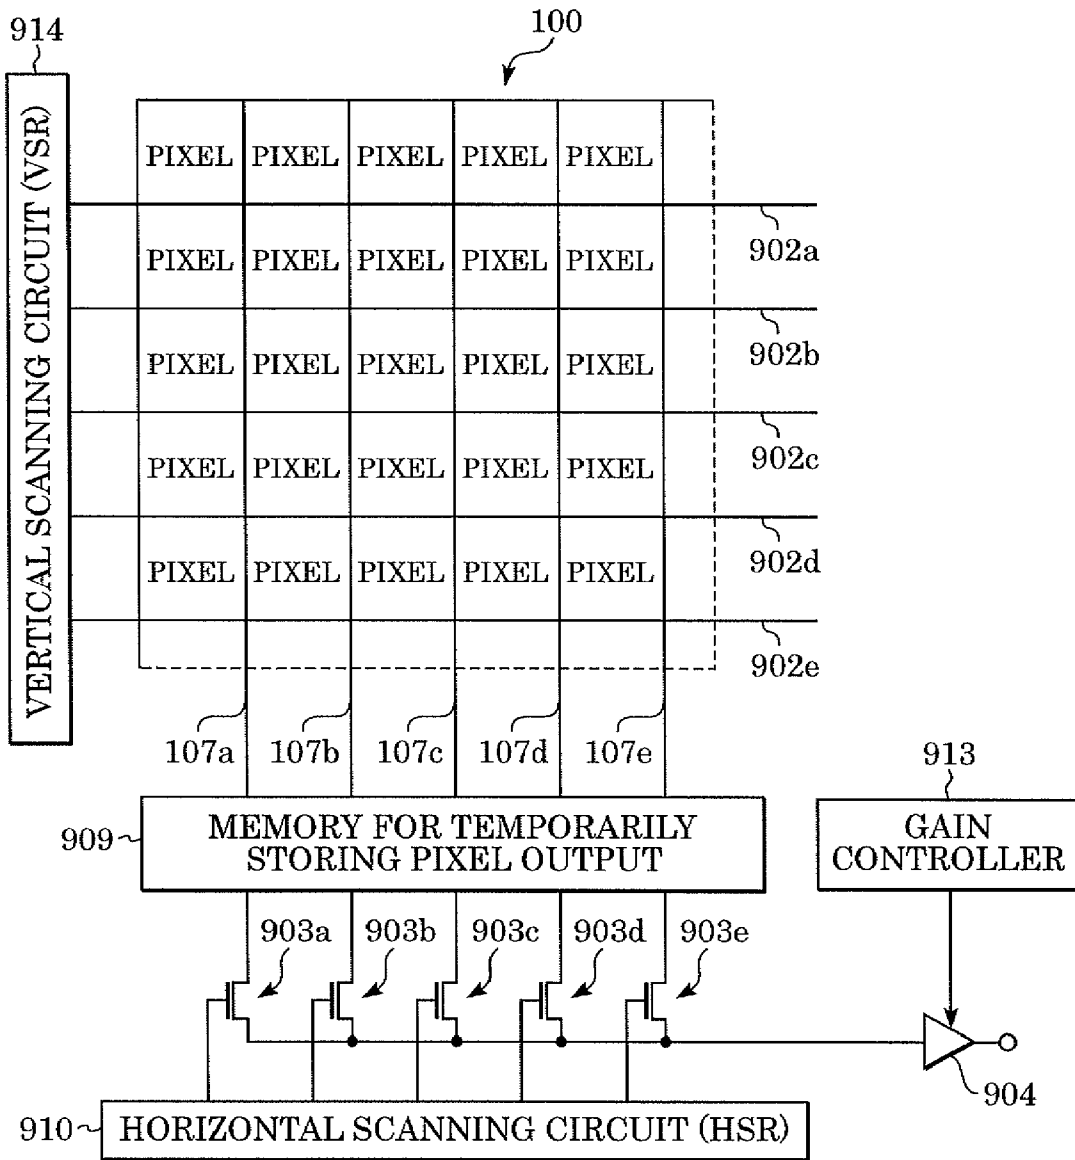 914
100
VERTICAL SCANNING CIRCUIT (VSR)
PIXEL PIXEL PIXEL PIXEL PIXEL
902a
PIXEL PIXEL PIXEL PIXEL PIXEL
902b
PIXEL PIXEL PIXEL PIXEL PIXEL
902c
PIXEL PIXEL PIXEL PIXEL PIXEL
902d
PIXEL PIXEL PIXEL PIXEL PIXEL
902e
107a 107b 107c 107d 107e
913
909
MEMORY FOR TEMPORARILY
STORING PIXEL OUTPUT
GAIN
CONTROLLER
903a 903b 903c 903d 903e
904
910
HORIZONTAL SCANNING CIRCUIT (HSR)